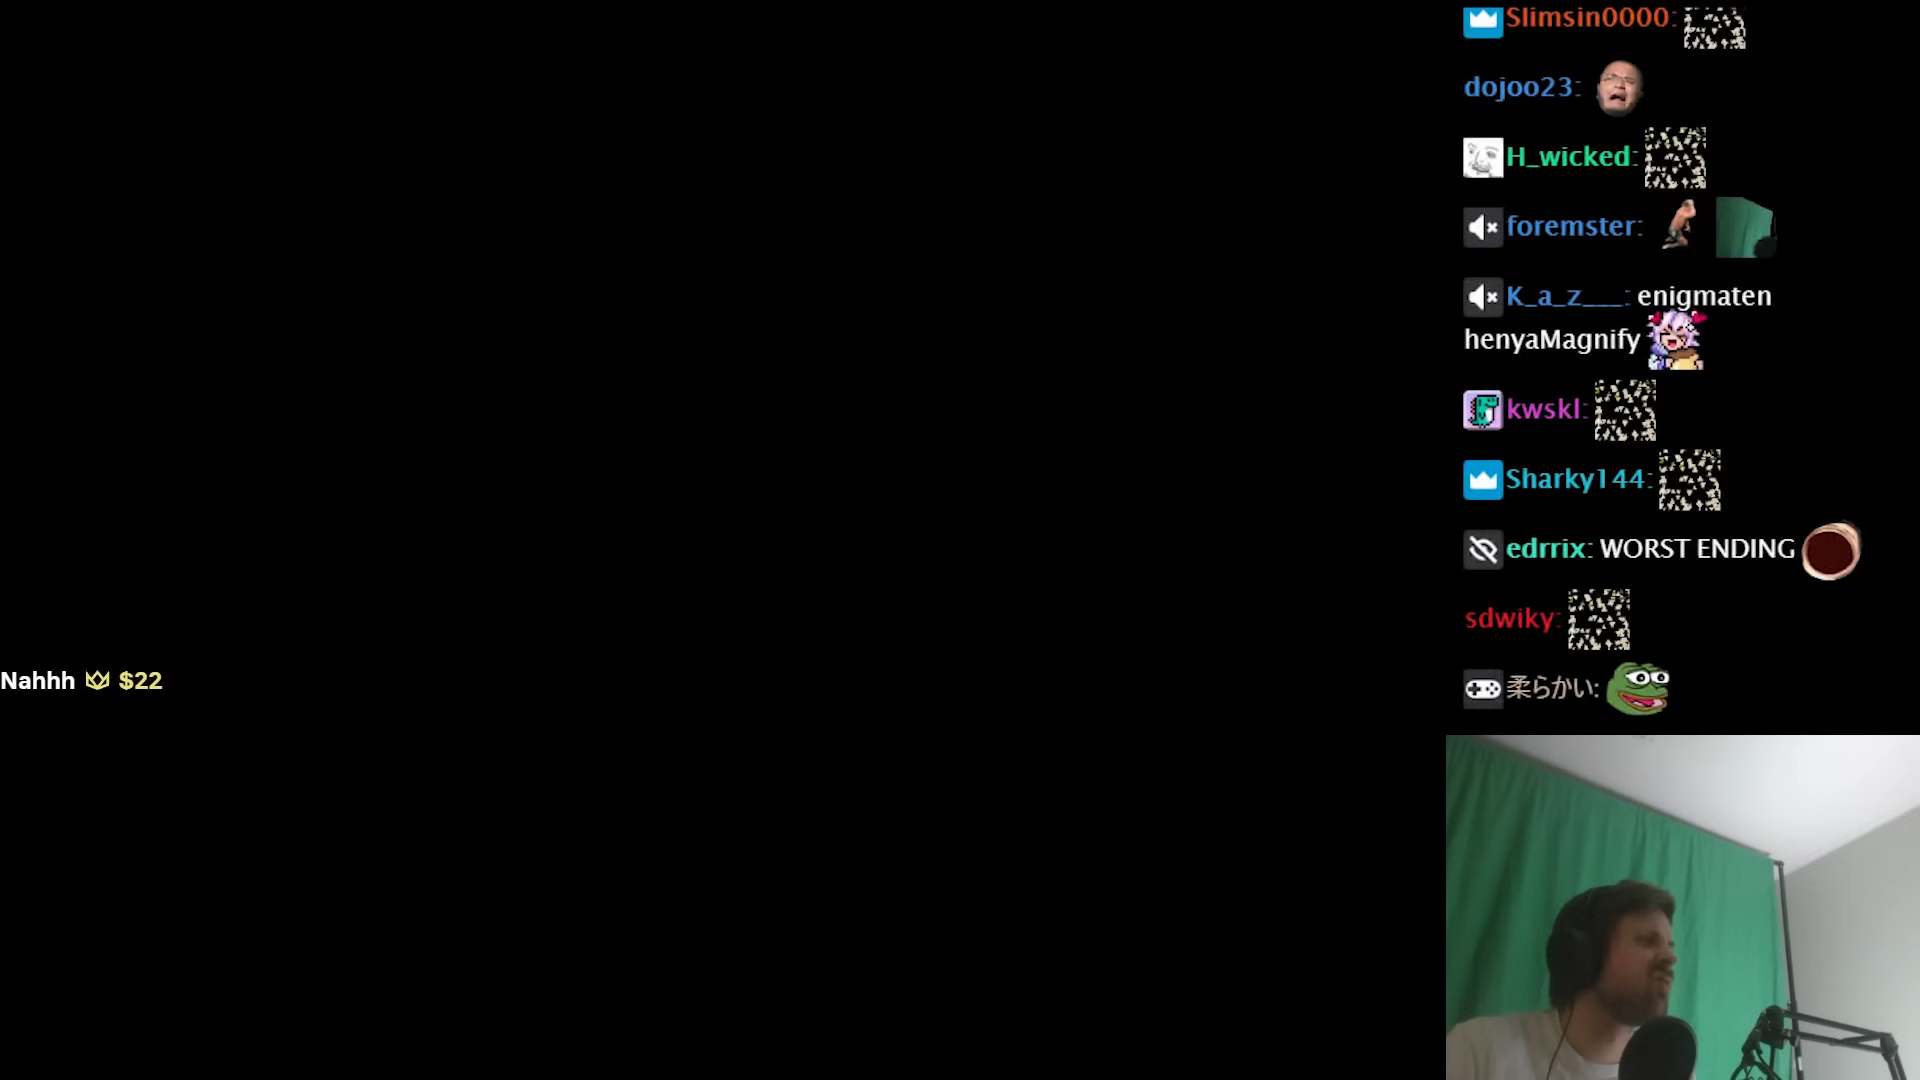 Slimsin0000:
dojoo23:
H_wicked:
foremster:
K_a_z___: enigmaten
henyaMagnify
kwskl:
Sharky144:
edrrix: WORST ENDING
sdwiky:
Nahhh $22
柔らかい: